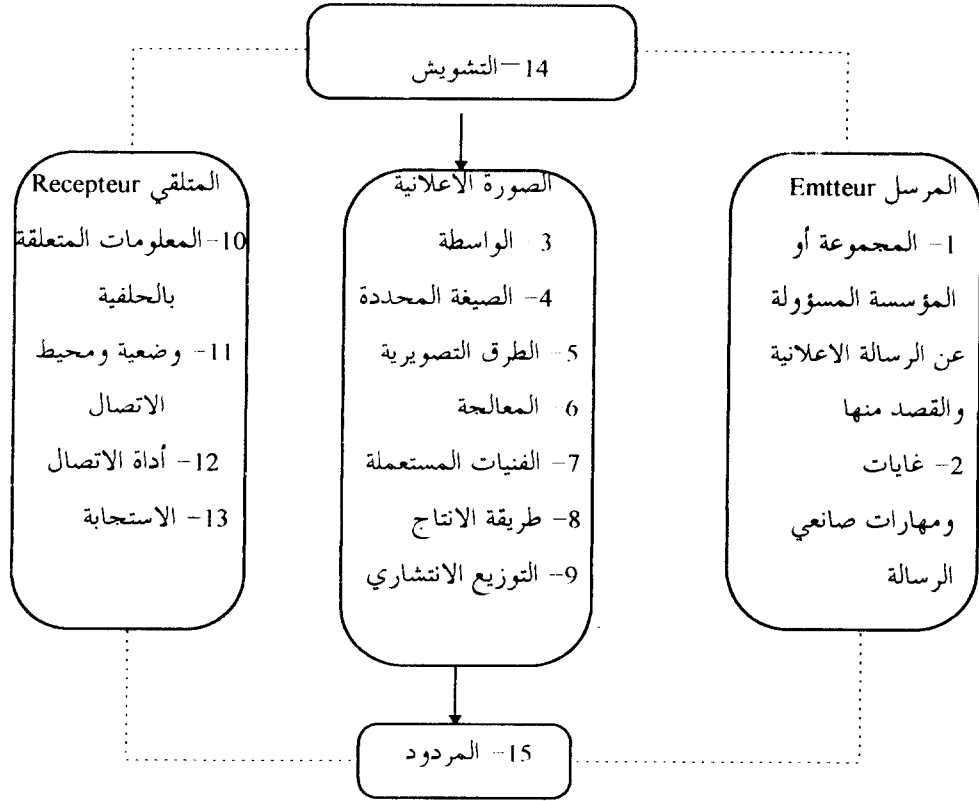 14- التشويش
المرسل Emtteur
1- المجموعة أو
المؤسسة المسؤولة
عن الرسالة الاعلانية
والقصد منها
2- غايات
ومهارات صانعي
الرسالة
الصورة الاعلانية
3 الواسطة
4- الصيغة المحددة
5- الطرق التصويرية
6 المعالجة
7- الفنيات المستعملة
8- طريقة الانتاج
9- التوزيع الانتشاري
المتلقي Recepteur
10- المعلومات المتعلقة
بالحلفية
11- وضعية ومحيط
الاتصال
12- أداة الاتصال
13- الاستجابة
15- المردود